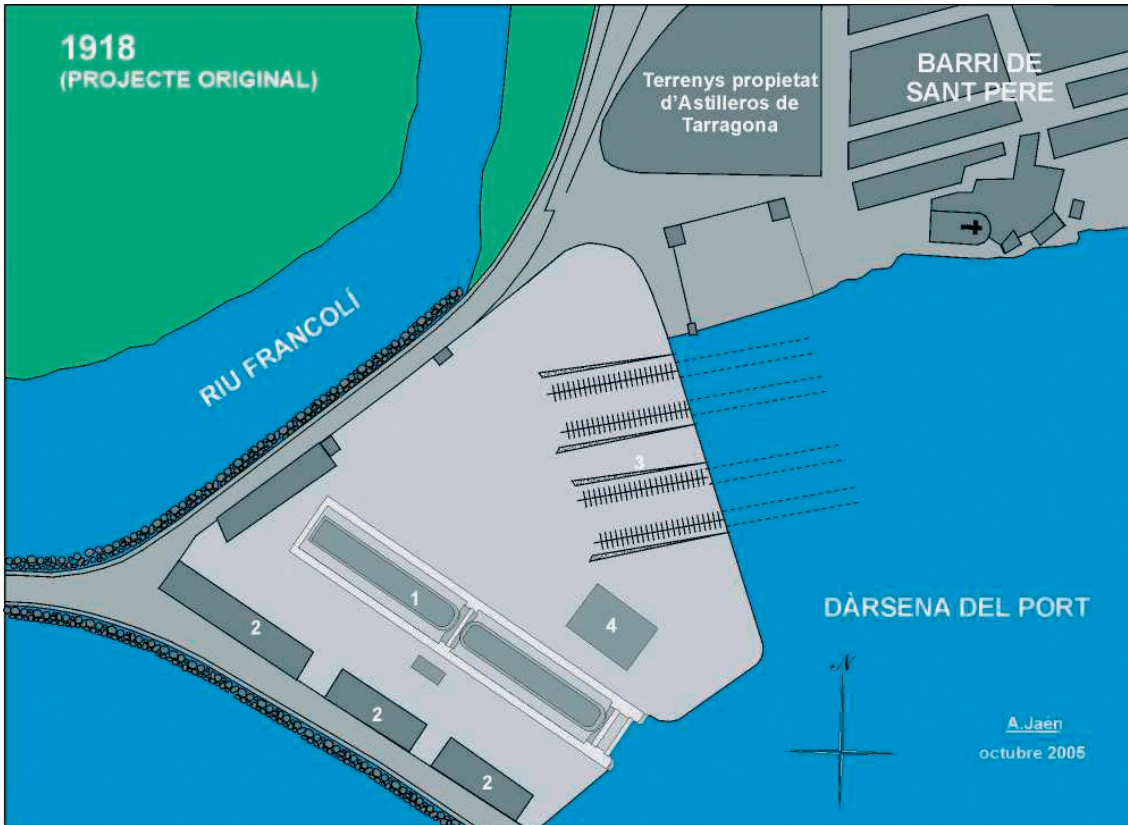 1918
(PROJECTE ORIGINAL)
Terrenys propietat
d'Astilleros de
Tarragona
BARRI DE
SANT PERE
RIU FRANCOLÍ
3
1
4
2
2
2
DÀRSENA DEL PORT
N
A.Jaén
octubre 2005